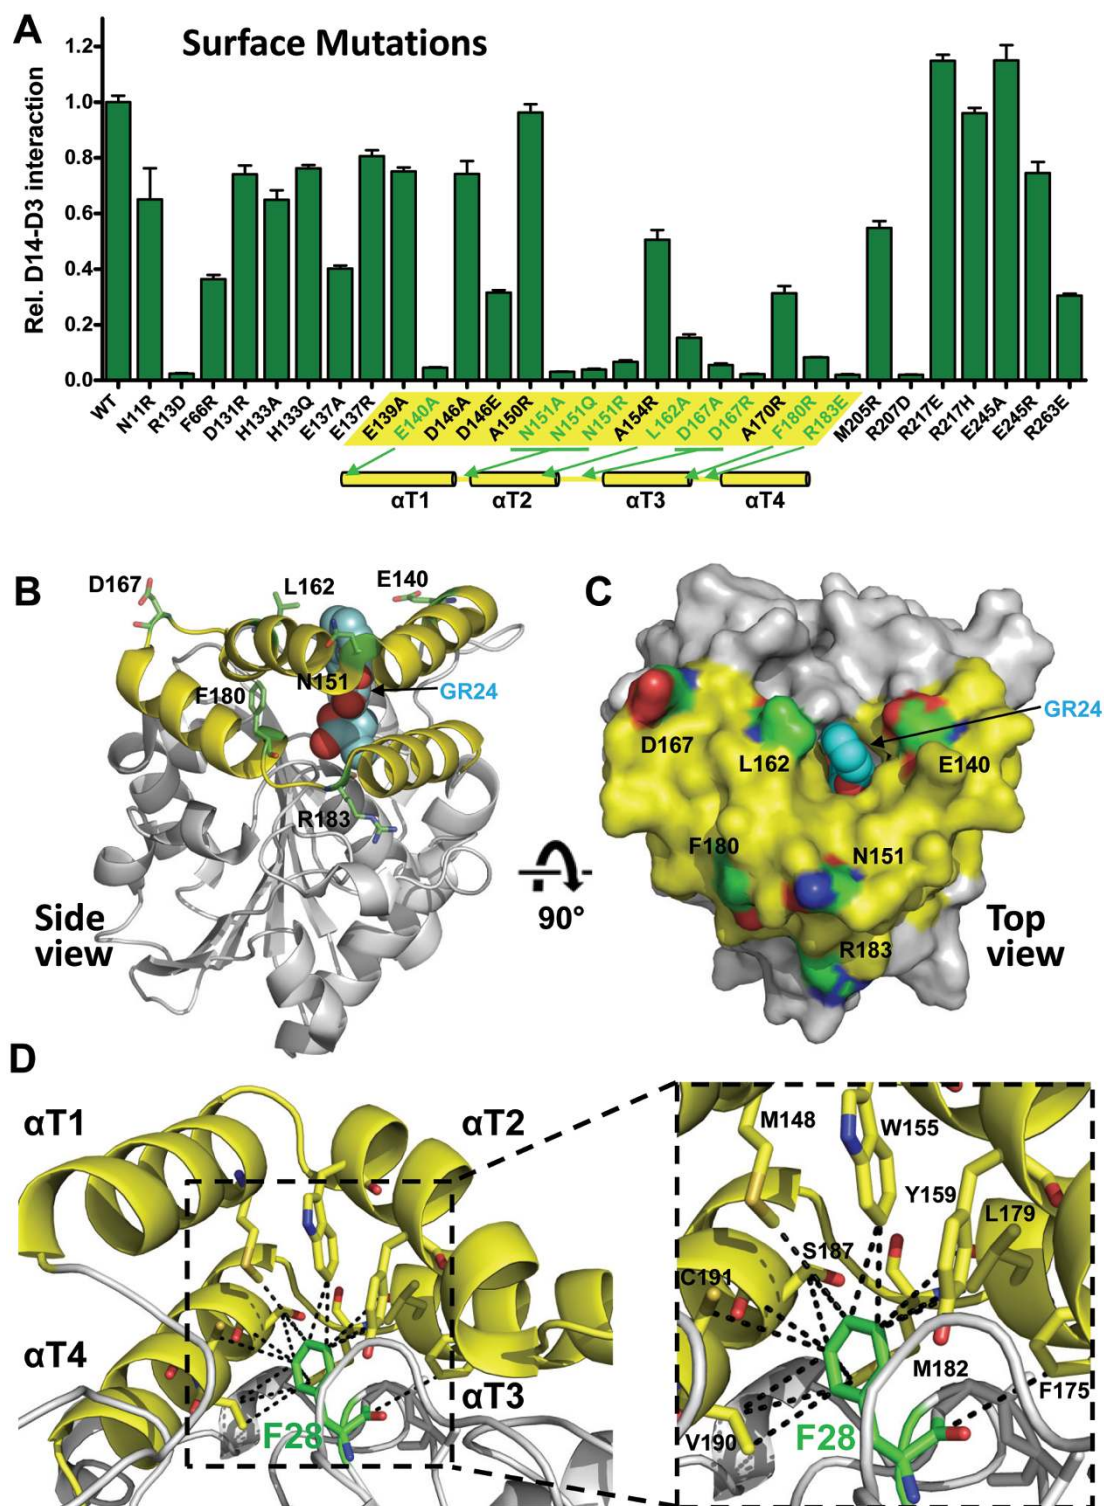 A
Surface Mutations
Rel. D14-D3 interaction
1.2
1.0
0.8
0.6
0.4
0.2
0.0
WT
N11R
R13D
F66R
D131R
H133A
H133Q
E137A
E137R
E139A
E140A
D146A
D146E
A150R
N151A
N151Q
N151R
A154R
L162A
D167A
D167R
A170R
F180R
R183E
M205R
R207D
R217E
R217H
E245A
E245R
R263E
αT1
αT2
αT3
αT4
B
D167
L162
E140
F180
N151
GR24
R183
Side
view
90°
C
GR24
D167
L162
E140
F180
N151
R183
Top
view
D
αT1
αT2
αT4
αT3
F28
M148
W155
Y159
L179
S187
C191
M182
F175
V190
F28